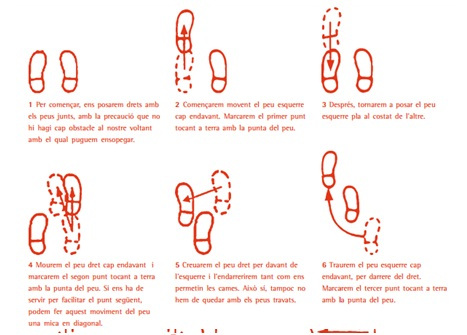 1 Per començar, ens posarem drets amb
els peus junts, amb la precaució que no
hi hagi cap obstacle al nostre voltant
amb el qual puguem ensopegar.
2 Començarem movent el peu esquerre
cap endavant. Marcarem el primer punt
tocant a terra amb la punta del peu.
3 Després, tornarem a posar el peu
esquerre pla al costat de l'altre.
4 Mourem el peu dret cap endavant i
marcarem el segon punt tocant a terra
amb la punta del peu. Si ens ha de
servir per facilitar el punt següent,
podem fer aquest moviment del peu
una mica en diagonal.
5 Creuarem el peu dret per davant de
l'esquerre i l'endarrerirem tant com ens
permetin les cames. Això sí, tampoc no
hem de quedar amb els peus travats.
6 Traurem el peu esquerre cap
endavant, per darrere del dret.
Marcarem el tercer punt tocant a terra
amb la punta del peu.